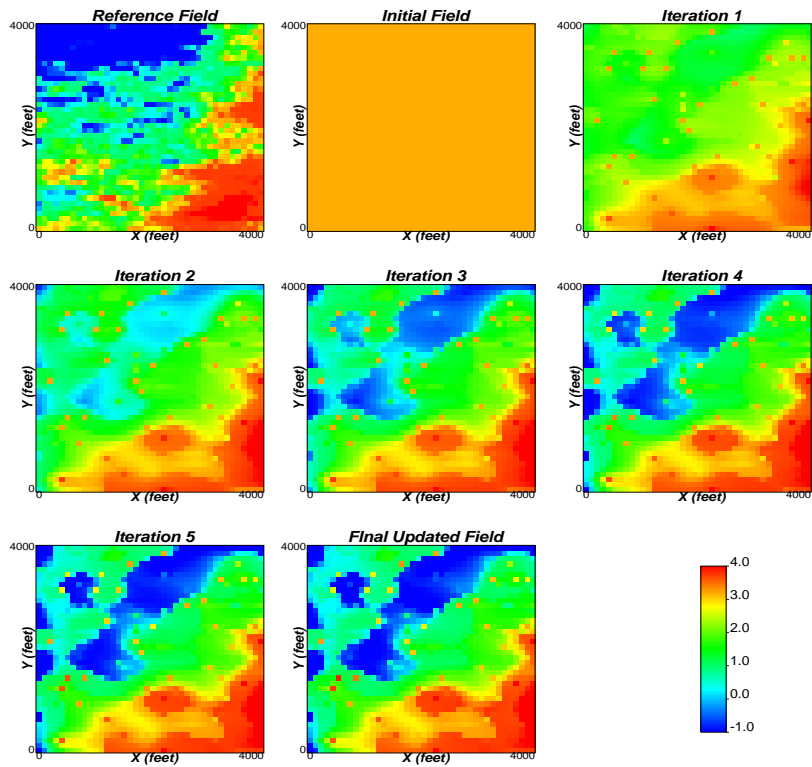 Reference Field
Initial Field
Iteration 1
4000
Y (feet)
0
0
X (feet)
4000
4000
Y (feet)
0
0
X (feet)
4000
4000
Y (feet)
0
0
X (feet)
4000
Iteration 2
Iteration 3
Iteration 4
4000
Y (feet)
0
0
X (feet)
4000
4000
Y (feet)
0
0
X (feet)
4000
4000
Y (feet)
0
0
X (feet)
4000
Iteration 5
FInal Updated Field
4000
Y (feet)
0
0
X (feet)
4000
4000
Y (feet)
0
0
X (feet)
4000
4.0
3.0
2.0
1.0
0.0
-1.0